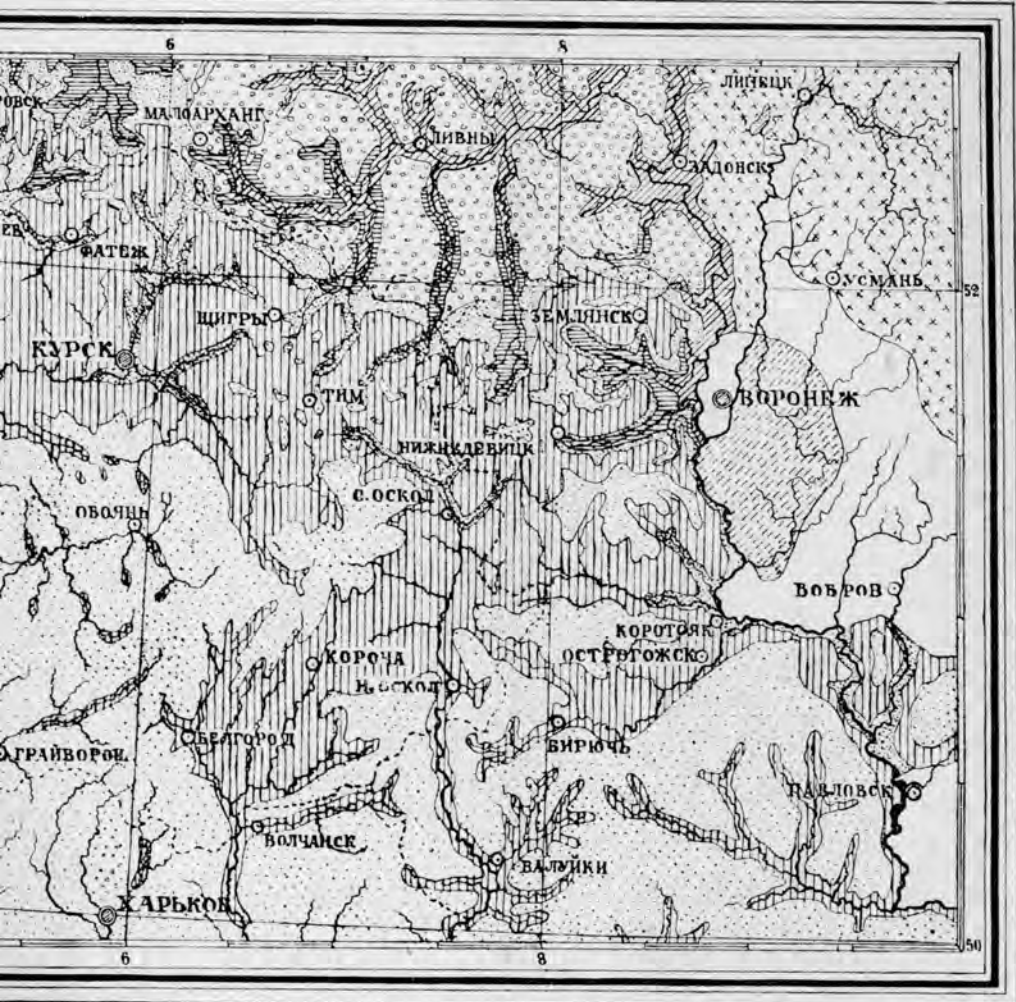 6 8
ЛИПЕЦК
РОВСК
МАЛОАРХАНГ
ЛИВНЫ
ЗАДОНСК
ЕВ
ФАТЕЖ
УСМАНЬ
52
ЩИГРЫ
ЗЕМЛЯНСК
КУРСК
ТИМ
ВОРОНЕЖ
НИЖНЕДЕВИЦК
С. ОСКОЛ
ОБОЯНЬ
БОБРОВ
КОРОТОЯК
ОСТРОГОЖСК
КОРОЧА
Н. ОСКОЛ
БЕЛГОРОД
БИРЮЧЬ
ГРАЙВОРОН
ПАВЛОВСК
ВОЛЧАНСК
ВАЛУЙКИ
ХАРЬКОВ
50
6 8